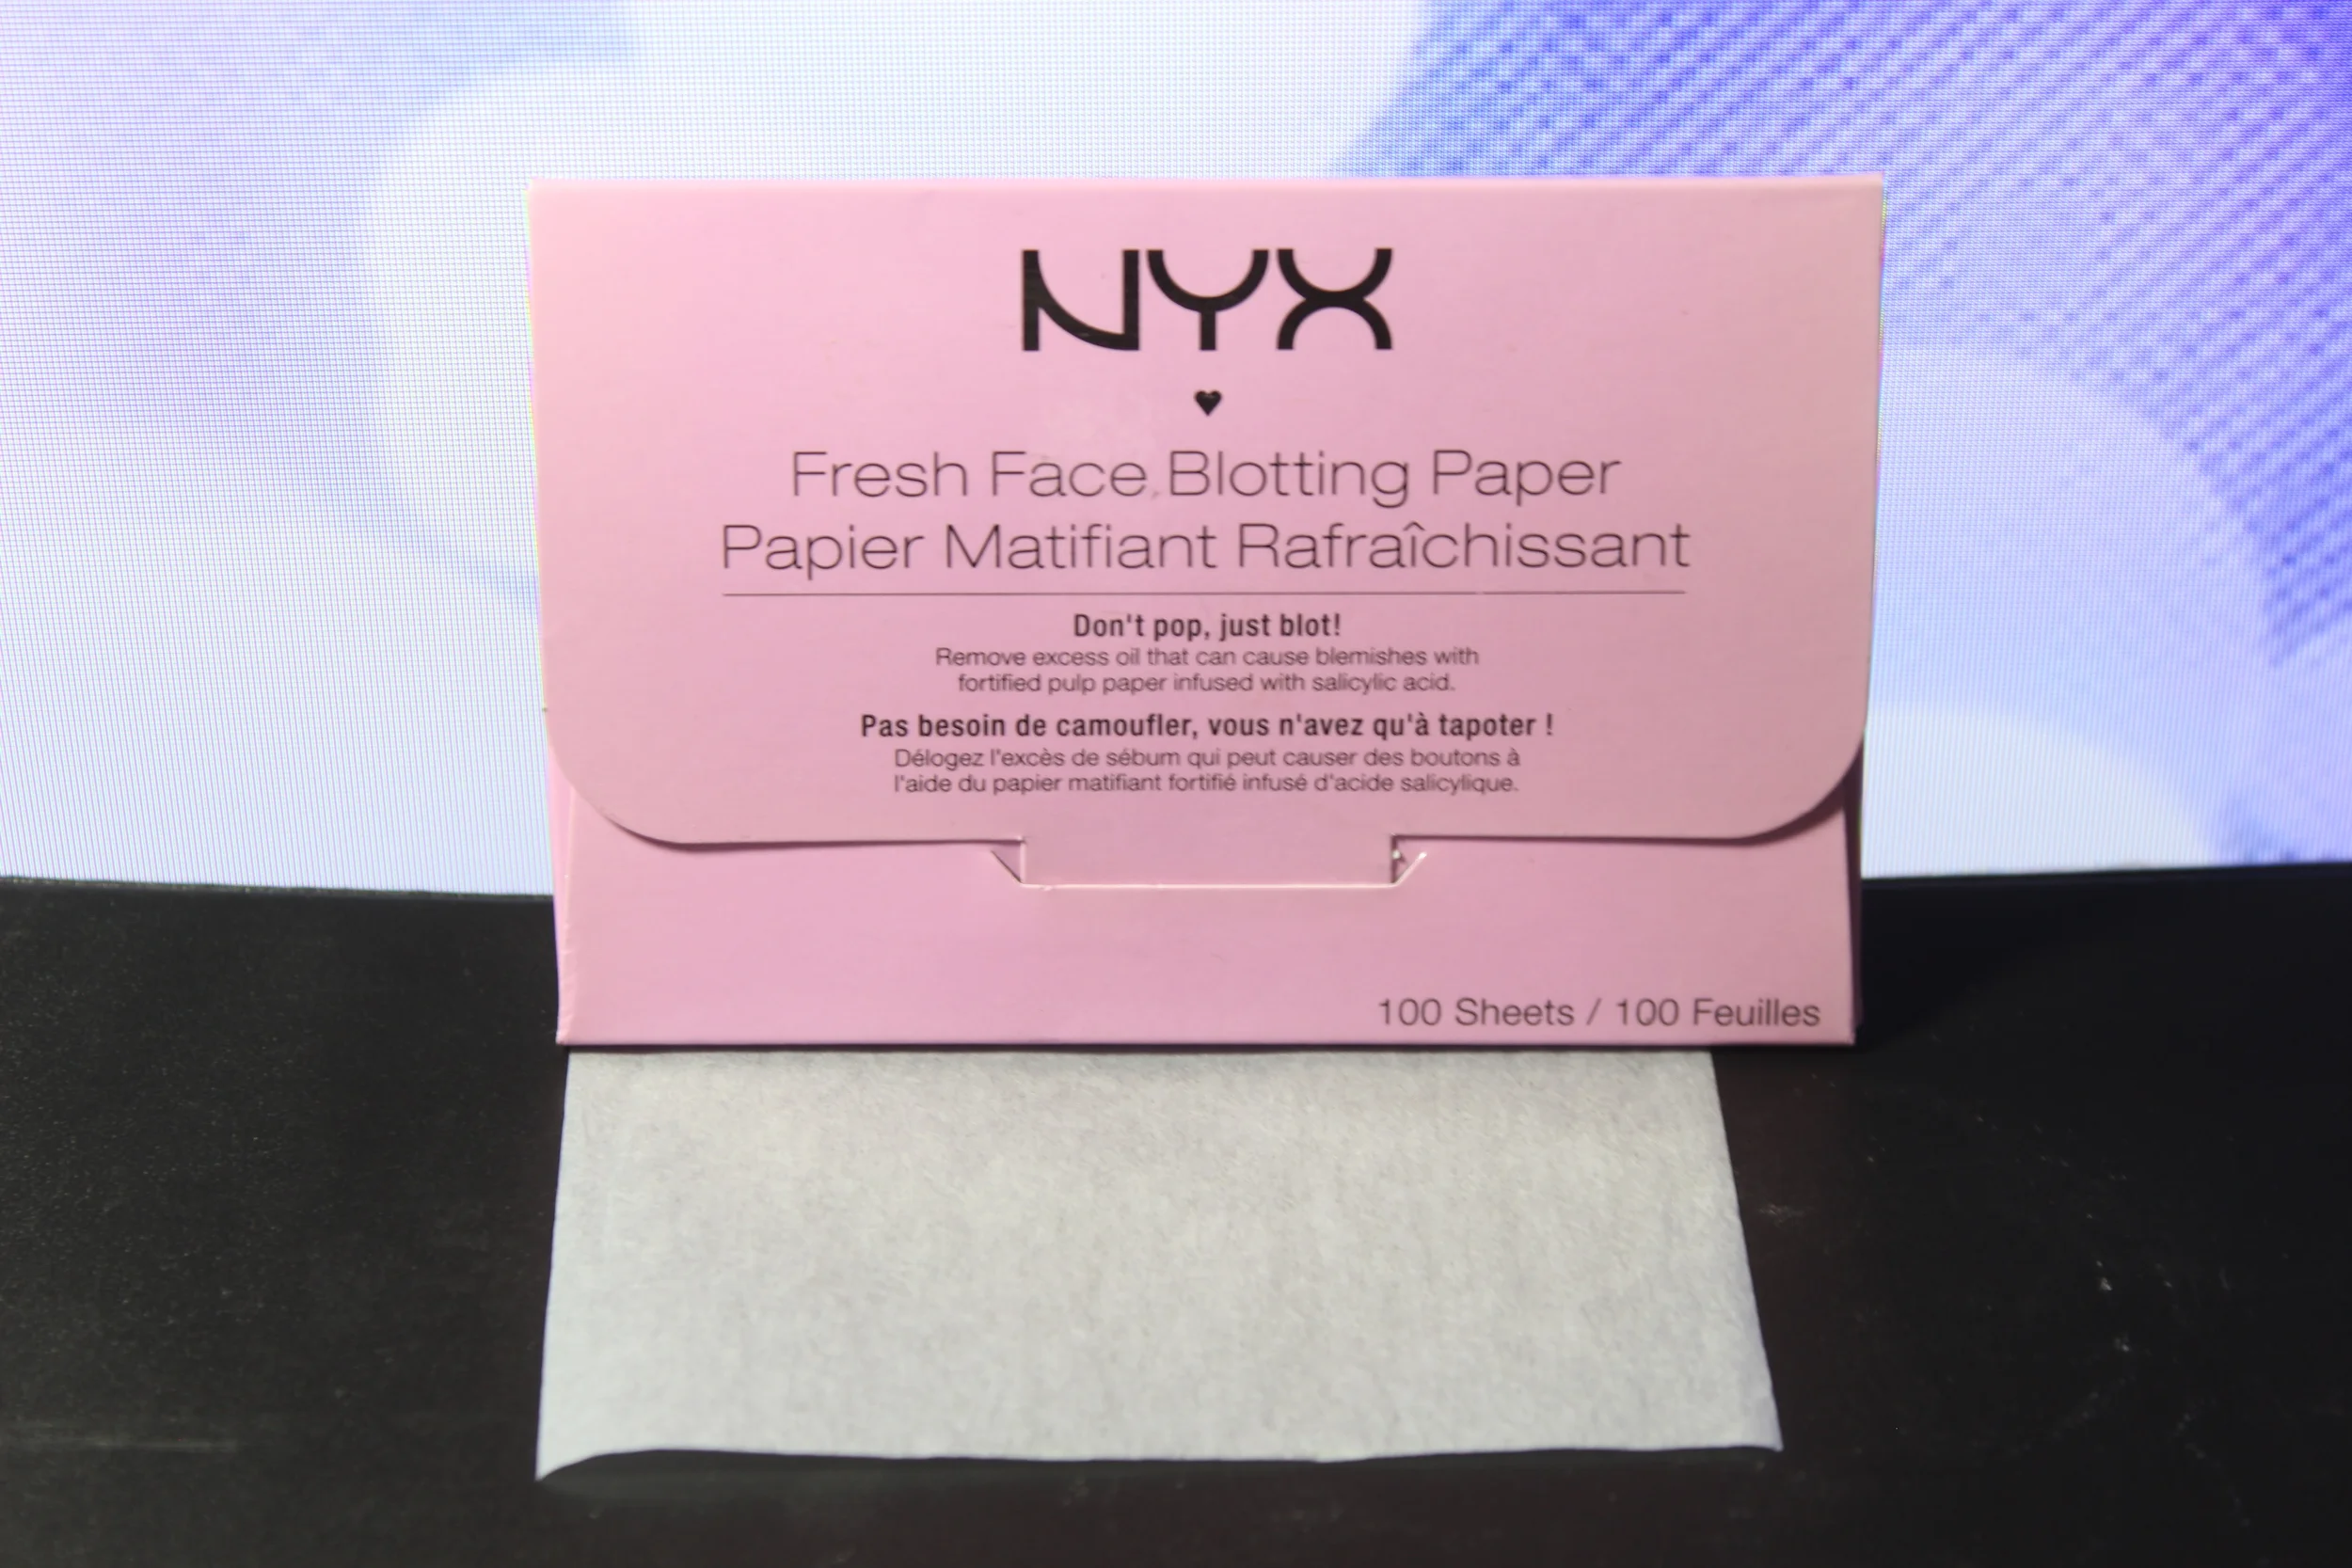 NYX
Fresh Face Blotting Paper
Papier Matifiant Rafraîchissant
Don't pop, just blot!
Remove excess oil that can cause blemishes with
fortified pulp paper infused with salicylic acid.
Pas besoin de camoufler, vous n'avez qu'à tapoter !
Délogez l'excès de sébum qui peut causer des boutons à
l'aide du papier matifiant fortifié infusé d'acide salicylique.
100 Sheets / 100 Feuilles